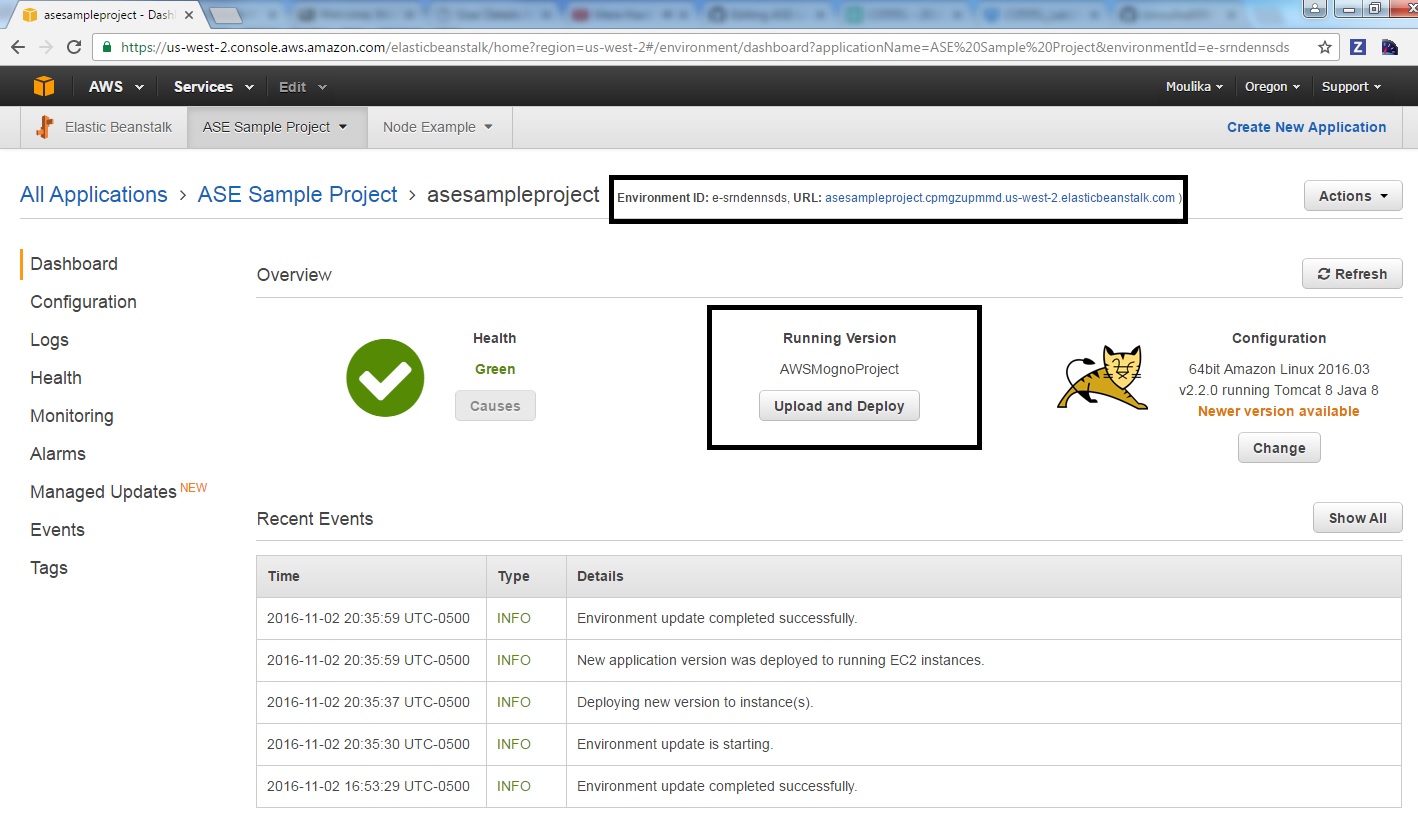 asesampleproject - Dash
https://us-west-2.console.aws.amazon.com/elasticbeanstalk/home?region=us-west-2#/environment/dashboard?applicationName=ASE%20Sample%20Project&environmentId=e-srndennsds
AWS Services Edit Moulika Oregon Support
Elastic Beanstalk ASE Sample Project Node Example Create New Application
All Applications > ASE Sample Project > asesampleproject Environment ID: e-srndennsds, URL: asesampleproject.cpmgzupmmd.us-west-2.elasticbeanstalk.com ) Actions
Dashboard
Configuration
Logs
Health
Monitoring
Alarms
Managed Updates NEW
Events
Tags
Overview Refresh
Health
Green
Causes
Running Version
AWSMognoProject
Upload and Deploy
Configuration
64bit Amazon Linux 2016.03
v2.2.0 running Tomcat 8 Java 8
Newer version available
Change
Recent Events Show All
Time Type Details
2016-11-02 20:35:59 UTC-0500 INFO Environment update completed successfully.
2016-11-02 20:35:59 UTC-0500 INFO New application version was deployed to running EC2 instances.
2016-11-02 20:35:37 UTC-0500 INFO Deploying new version to instance(s).
2016-11-02 20:35:30 UTC-0500 INFO Environment update is starting.
2016-11-02 16:53:29 UTC-0500 INFO Environment update completed successfully.